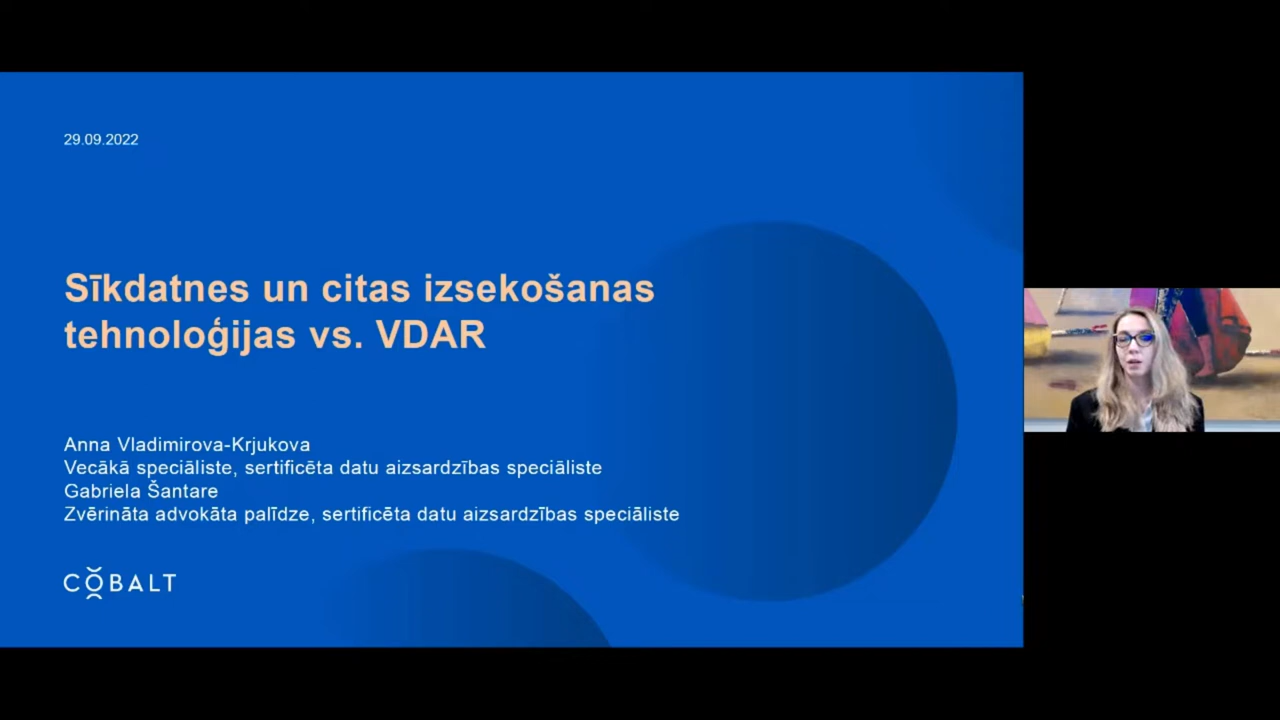 29.09.2022
Sīkdatnes un citas izsekošanas
tehnoloģijas vs. VDAR
Anna Vladimirova-Krjukova
Vecākā speciāliste, sertificēta datu aizsardzības speciāliste
Gabriela Šantare
Zvērināta advokāta palīdze, sertificēta datu aizsardzības speciāliste
COBALT